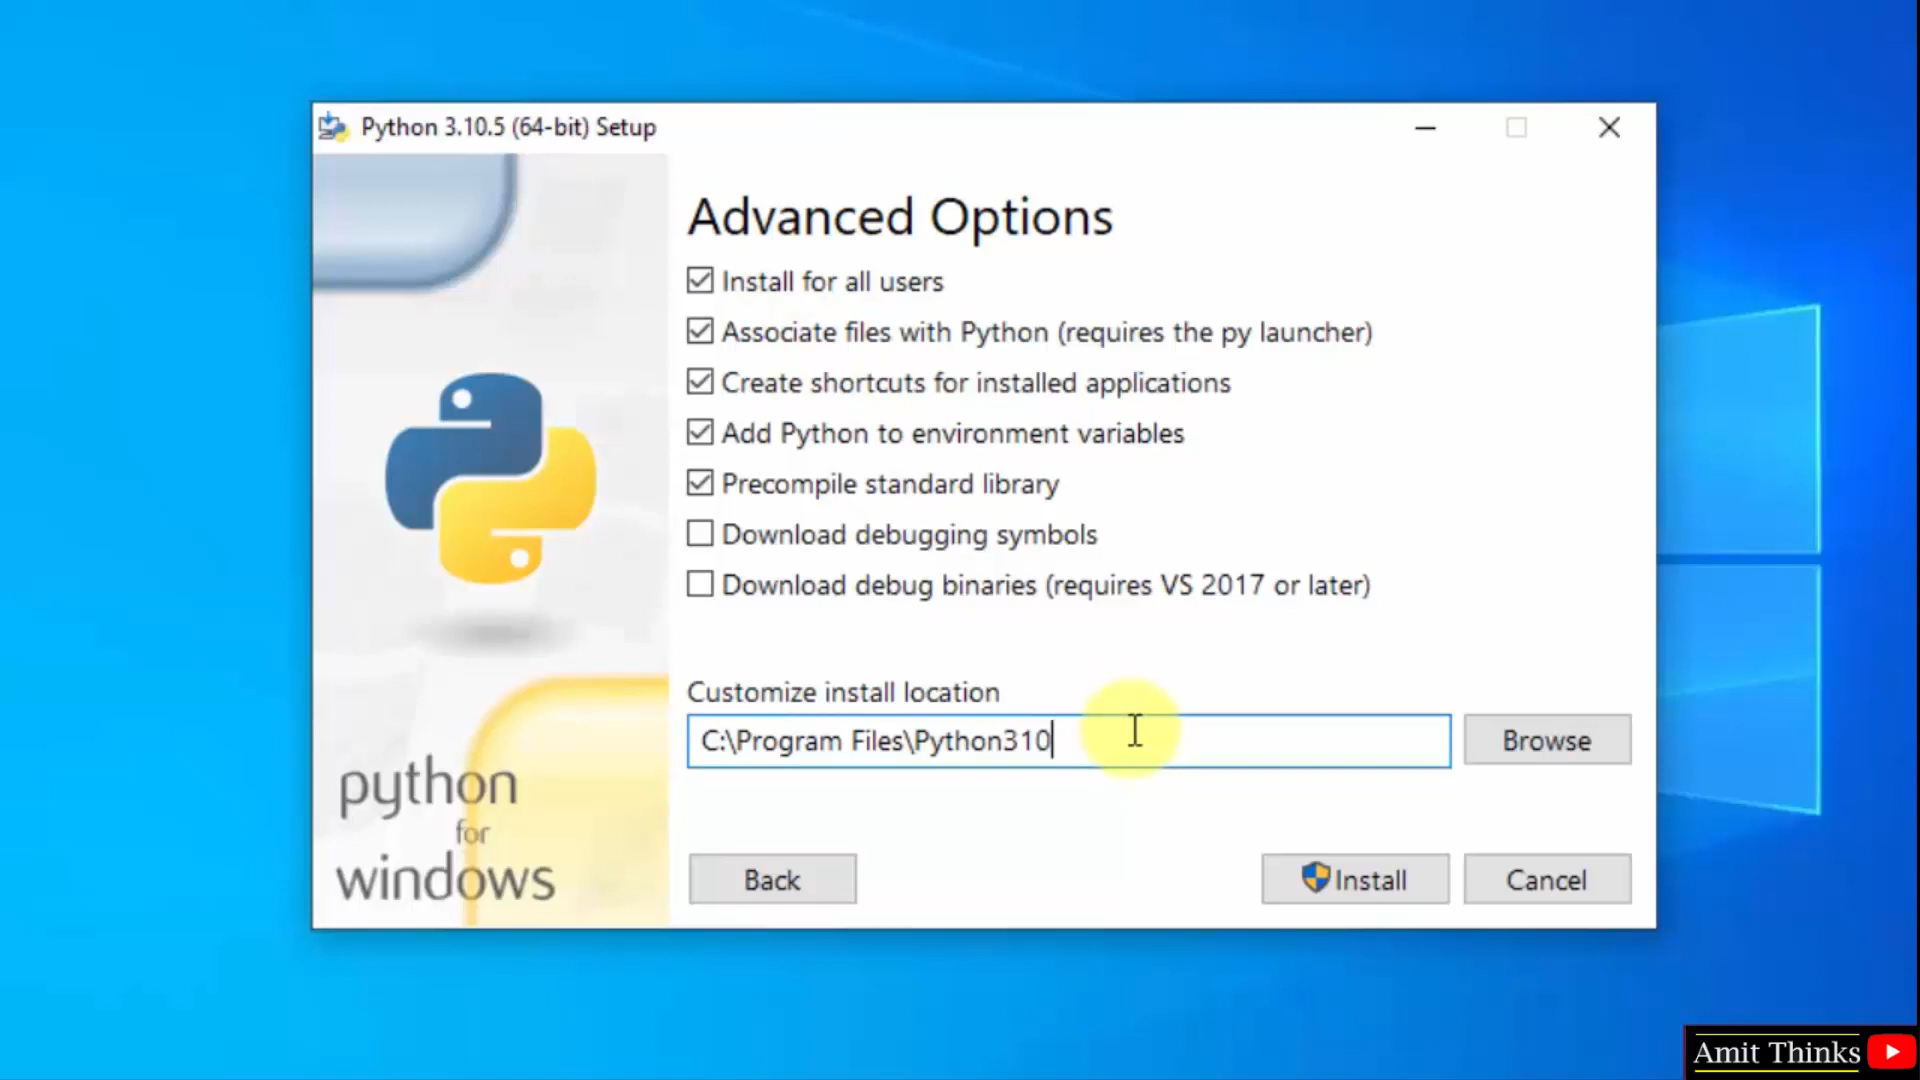 Python 3.10.5 (64-bit) Setup
Advanced Options
Install for all users
Associate files with Python (requires the py launcher)
Create shortcuts for installed applications
Add Python to environment variables
Precompile standard library
Download debugging symbols
Download debug binaries (requires VS 2017 or later)
Customize install location
C:\Program Files\Python310
Browse
python
for
windows
Back
Install
Cancel
Amit Thinks